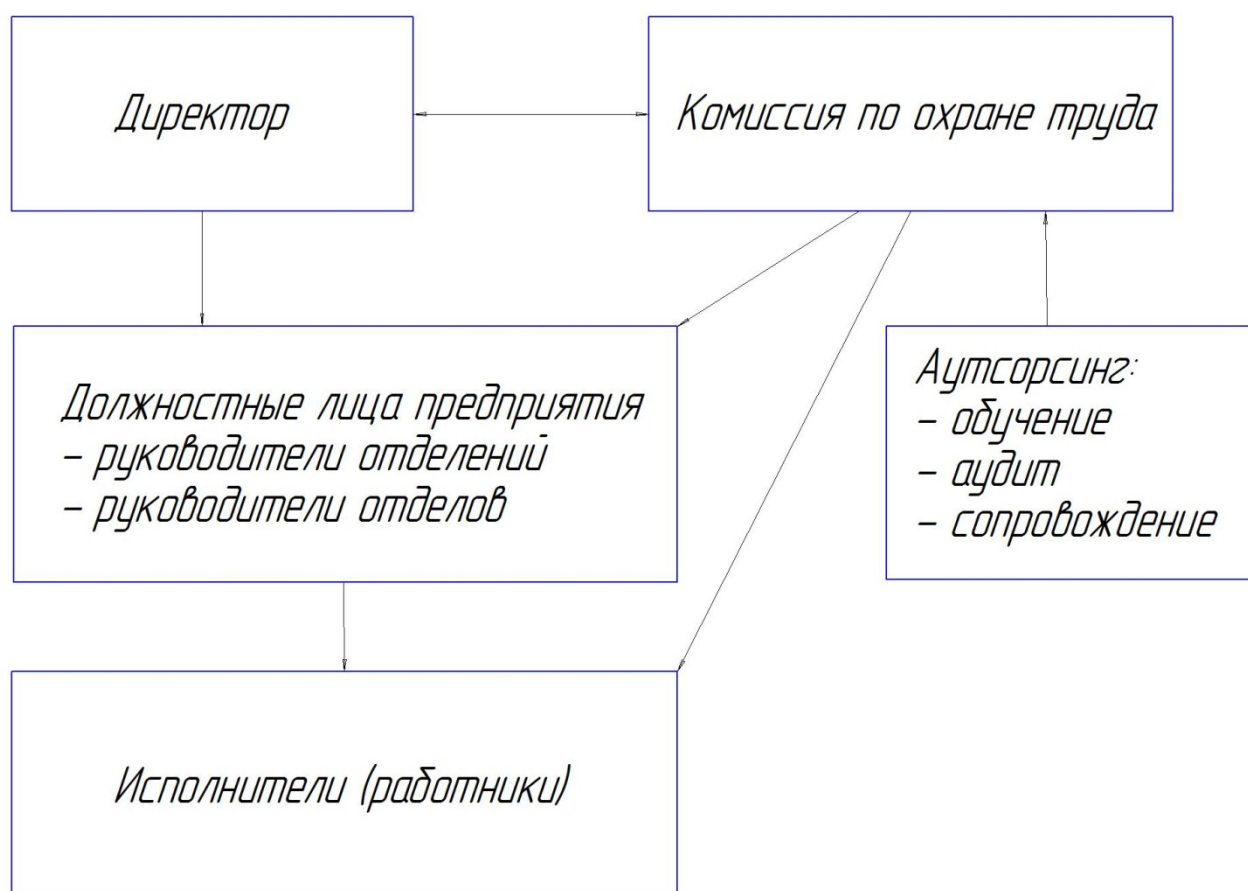 Директор
Комиссия по охране труда
Должностные лица предприятия
- руководители отделений
- руководители отделов
Аутсорсинг:
- обучение
- аудит
- сопровождение
Исполнители (работники)